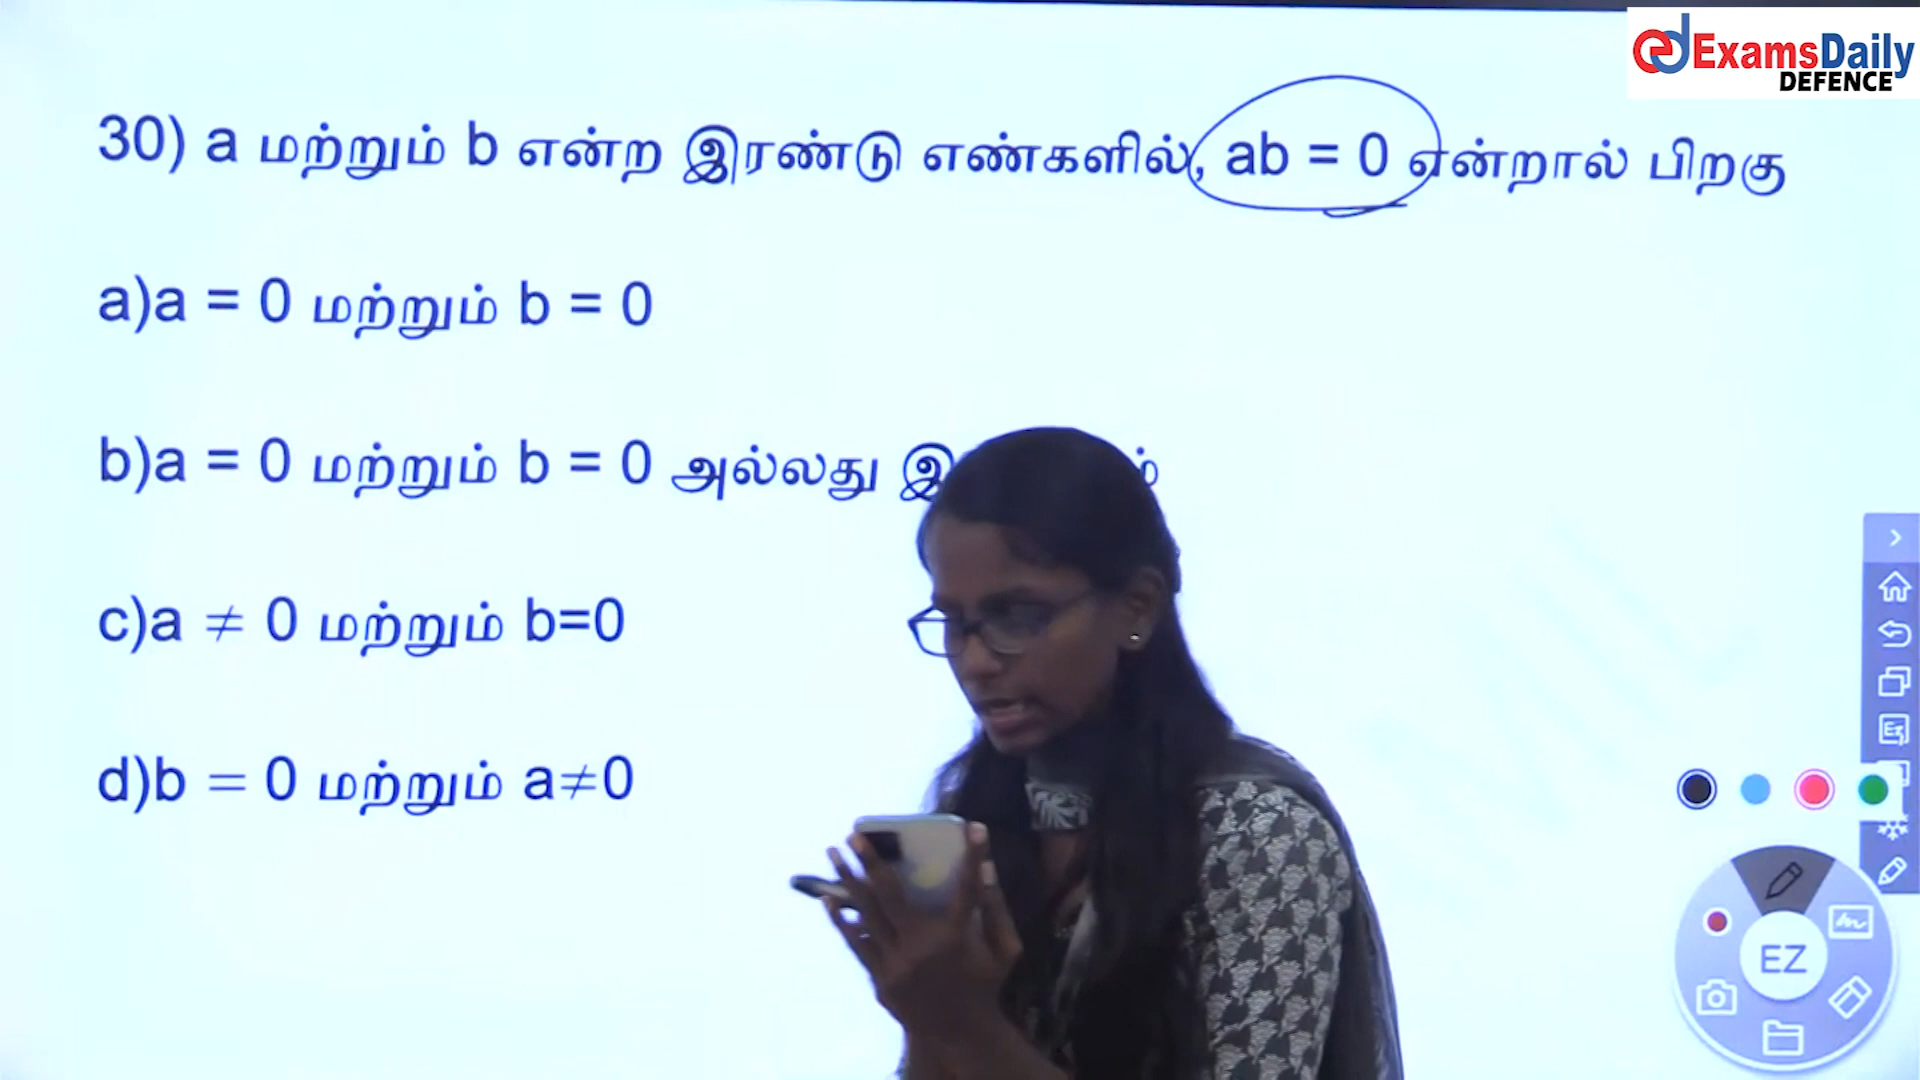 ExamsDaily
DEFENCE
30) a மற்றும் b என்ற இரண்டு எண்களில், ab = 0 என்றால் பிறகு
a)a = 0 மற்றும் b = 0
b)a = 0 மற்றும் b = 0 அல்லது
c)a ≠ 0 மற்றும் b=0
d)b = 0 மற்றும் a≠0
EZ